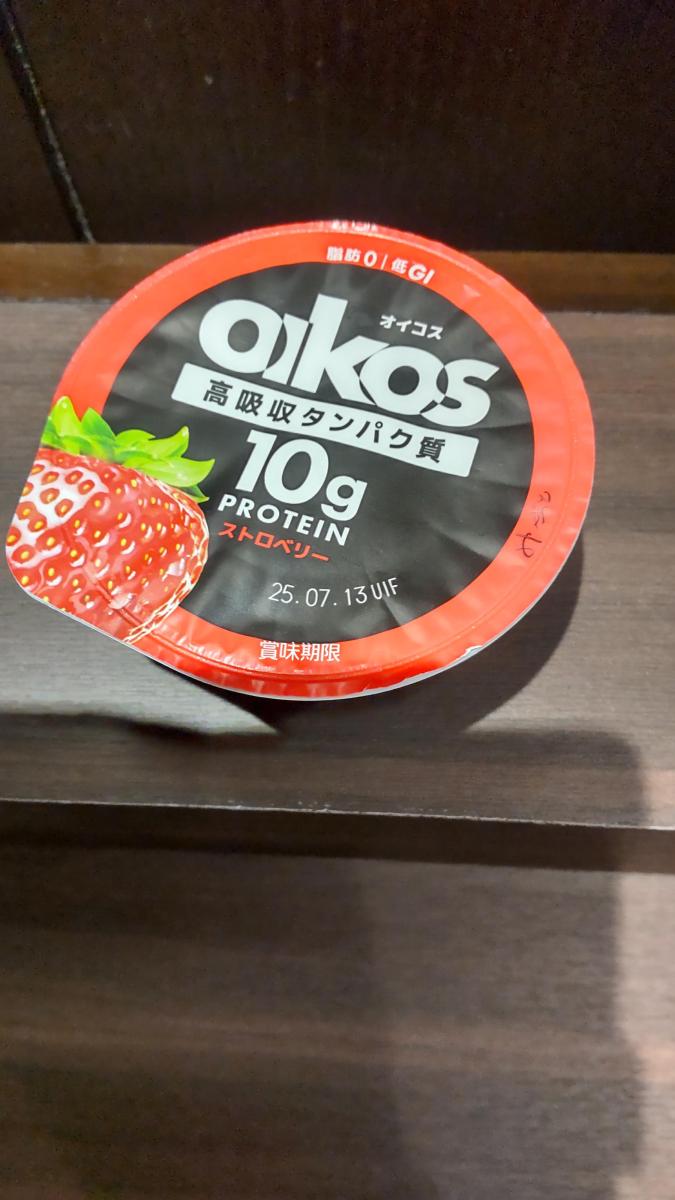 脂肪0 | 低GI
オイコス
oikos
高吸収タンパク質
10g
PROTEIN
ストロベリー
25.07.13 UIF
賞味期限